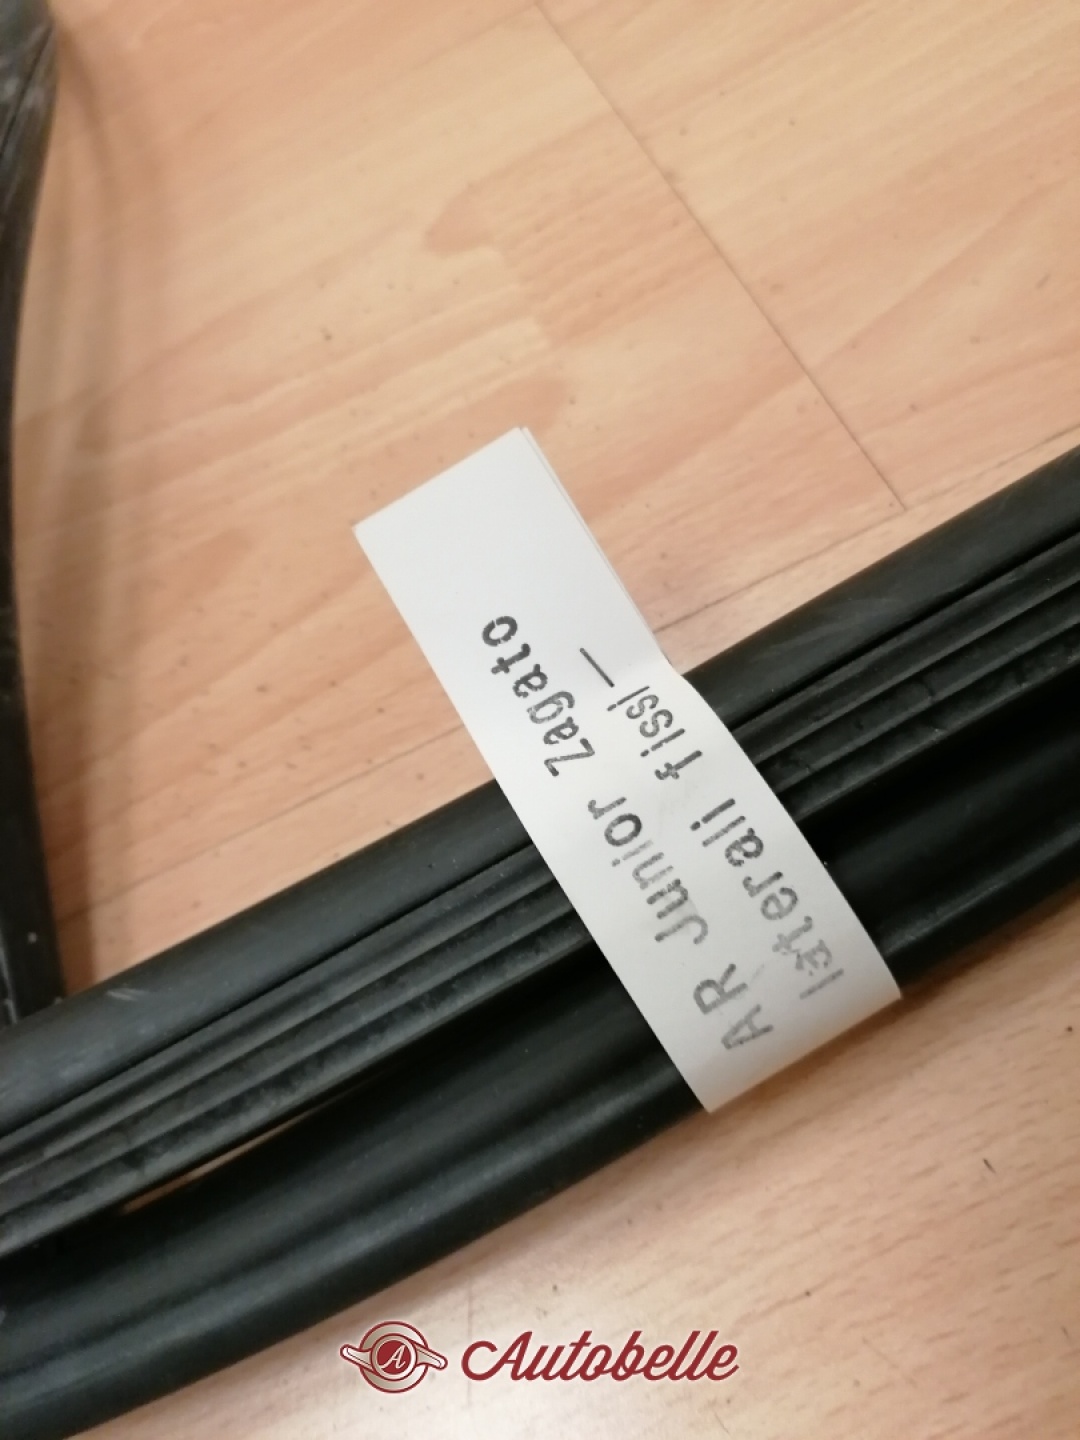 AR Junior Zagato
laterali fissi —
Autobelle